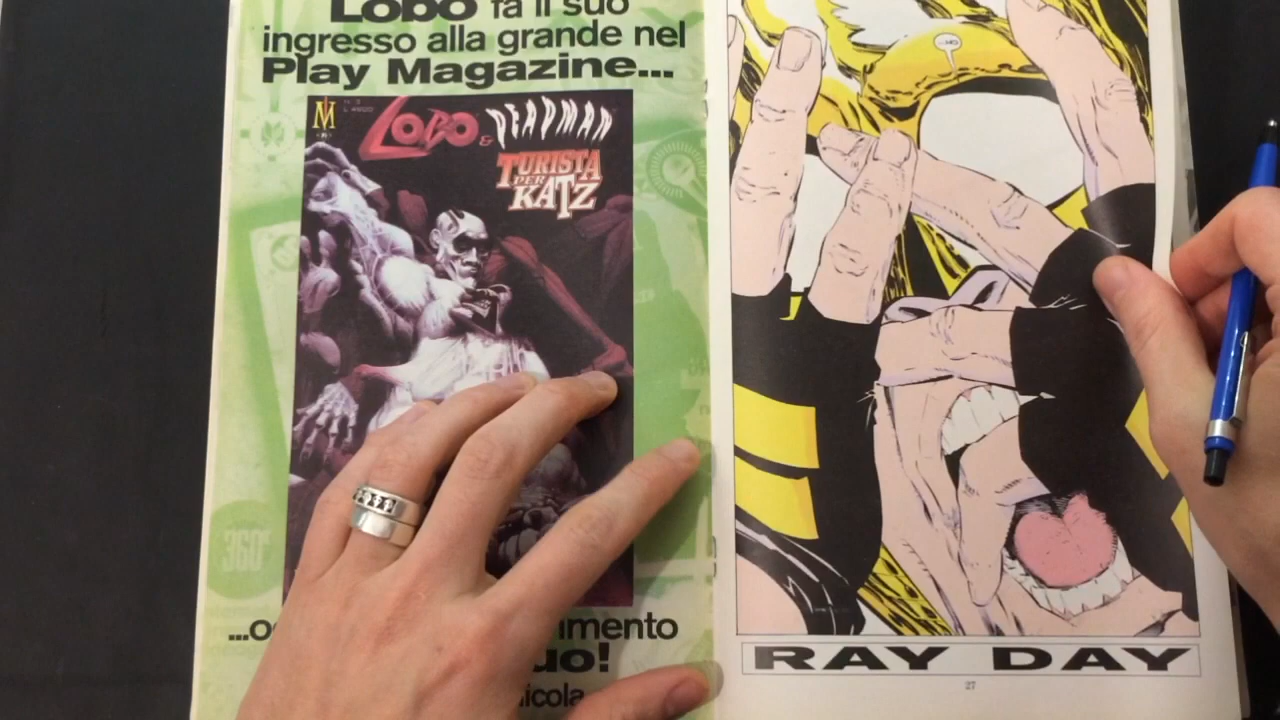 LOBO fa il suo
ingresso alla grande nel
Play Magazine...
LOBO & DEADMAN
TURISTA
PER
KATZ
360°
imento
uo!
icola
RAY DAY
27